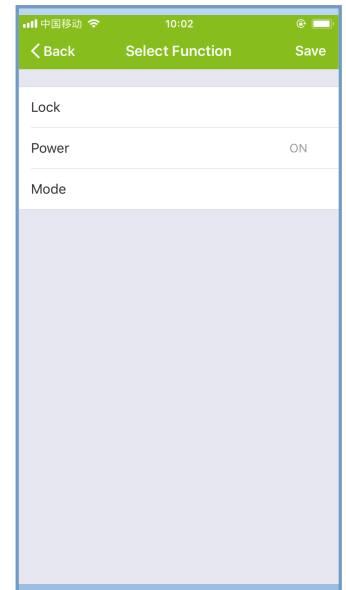 中国移动 10:02
Back Select Function Save
Lock
Power ON
Mode